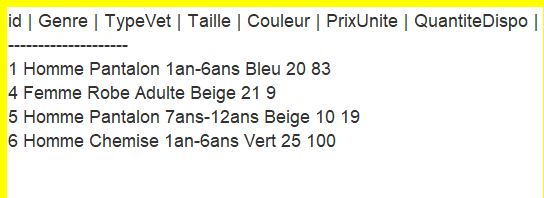 id | Genre | TypeVet | Taille | Couleur | PrixUnite | QuantiteDispo |
--------------------
1 Homme Pantalon 1an-6ans Bleu 20 83
4 Femme Robe Adulte Beige 21 9
5 Homme Pantalon 7ans-12ans Beige 10 19
6 Homme Chemise 1an-6ans Vert 25 100